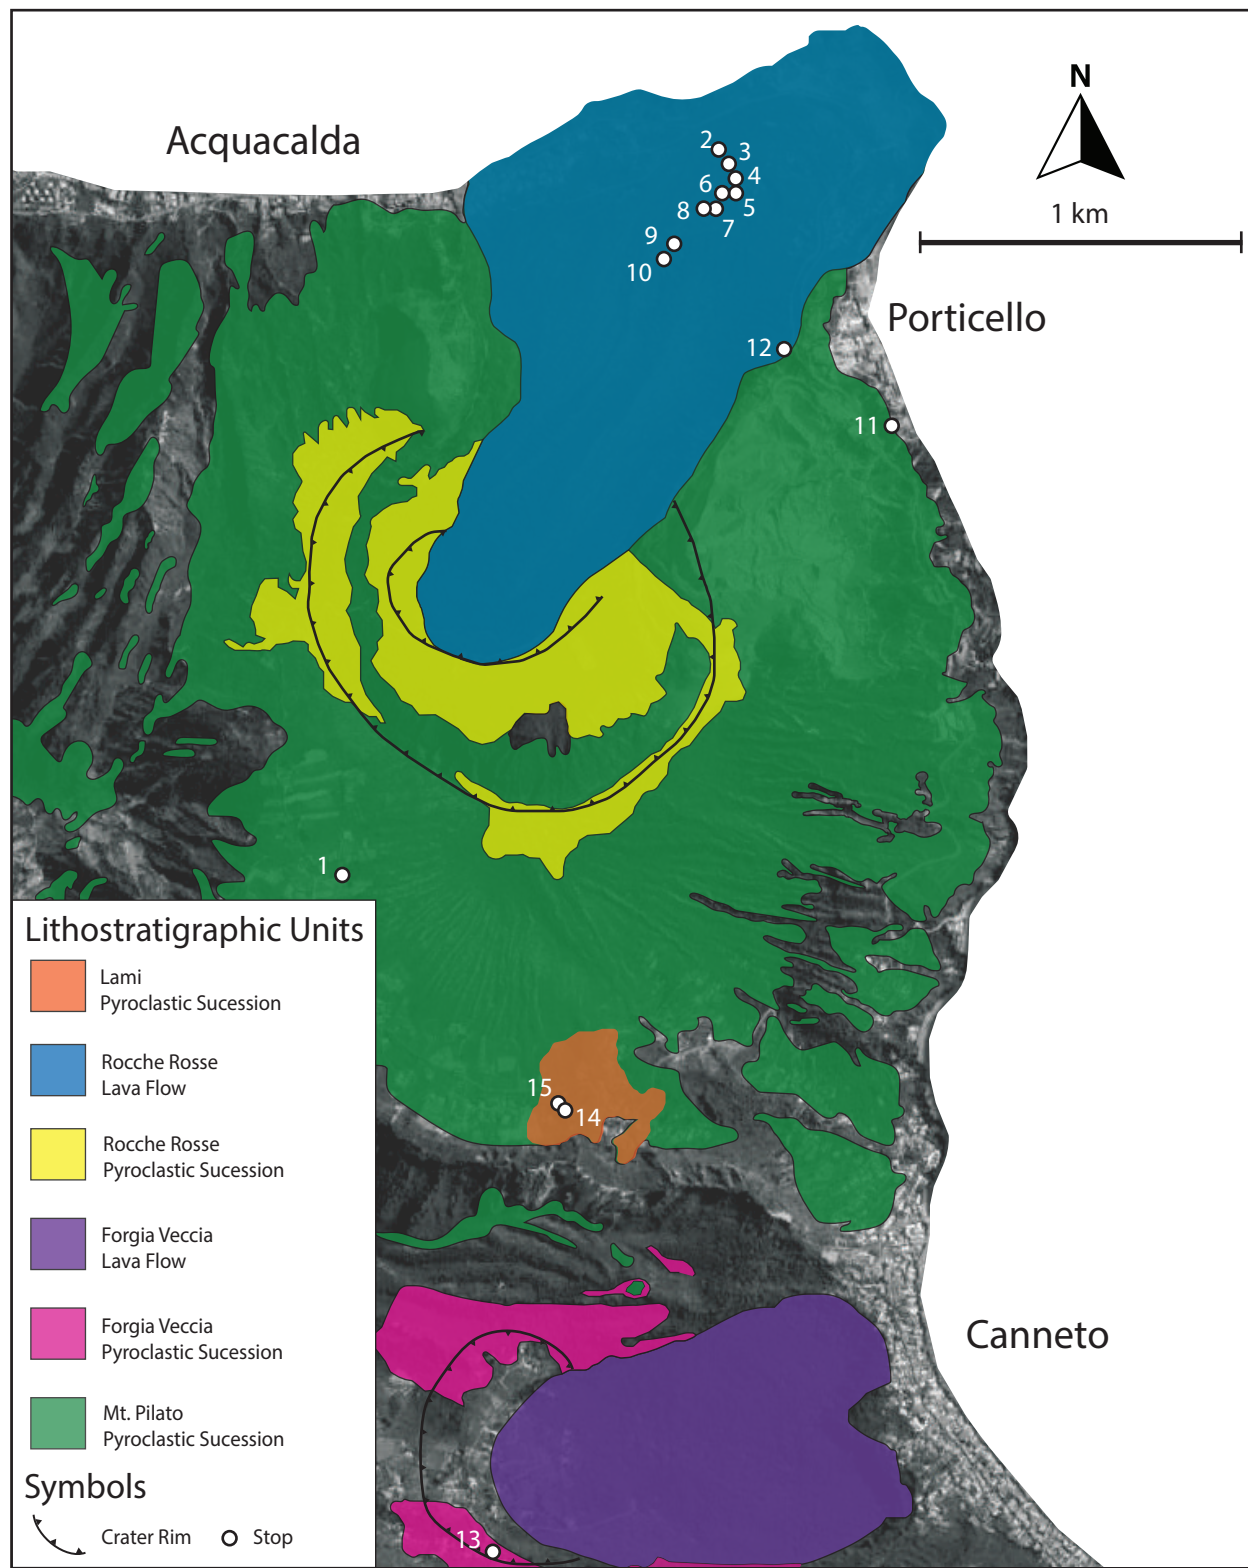 N
Acquacalda
1 km
2
3
4
6
5
8
7
9
10
Porticello
12
11
1
Lithostratigraphic Units
Lami
Pyroclastic Sucession
Rocche Rosse
Lava Flow
Rocche Rosse
Pyroclastic Sucession
Forgia Veccia
Lava Flow
Forgia Veccia
Pyroclastic Sucession
Mt. Pilato
Pyroclastic Sucession
Symbols
Crater Rim
Stop
15
14
Canneto
13